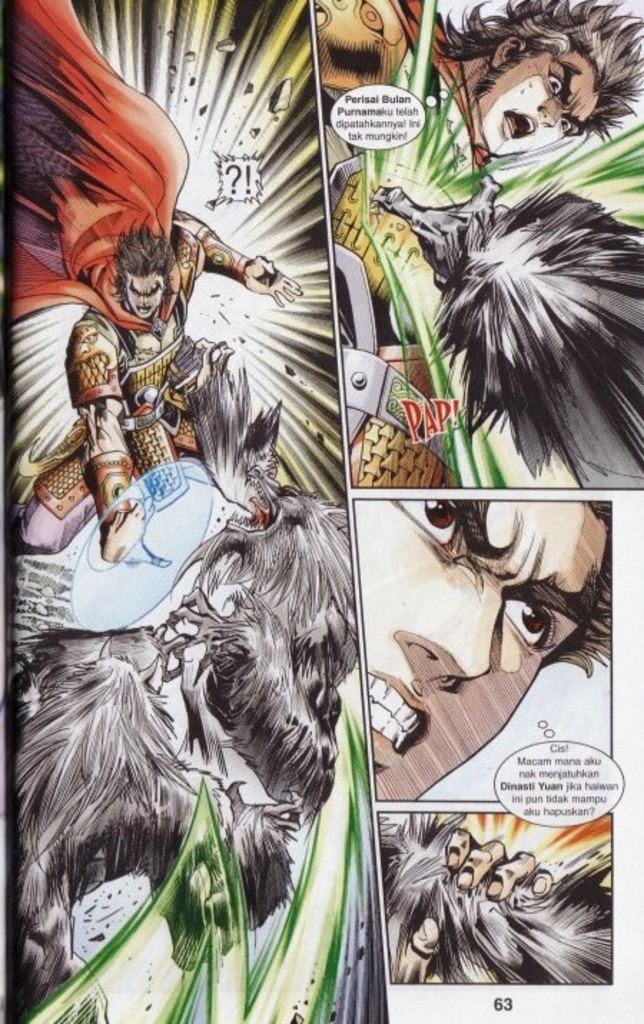 ?!
Perisai Bulan
Purnamaku telah
dipatahkannya! Ini
tak mungkin!
PAP!
Cis!
Macam mana aku
nak menjatuhkan
Dinasti Yuan jika haiwan
ini pun tidak mampu
aku hapuskan?
63